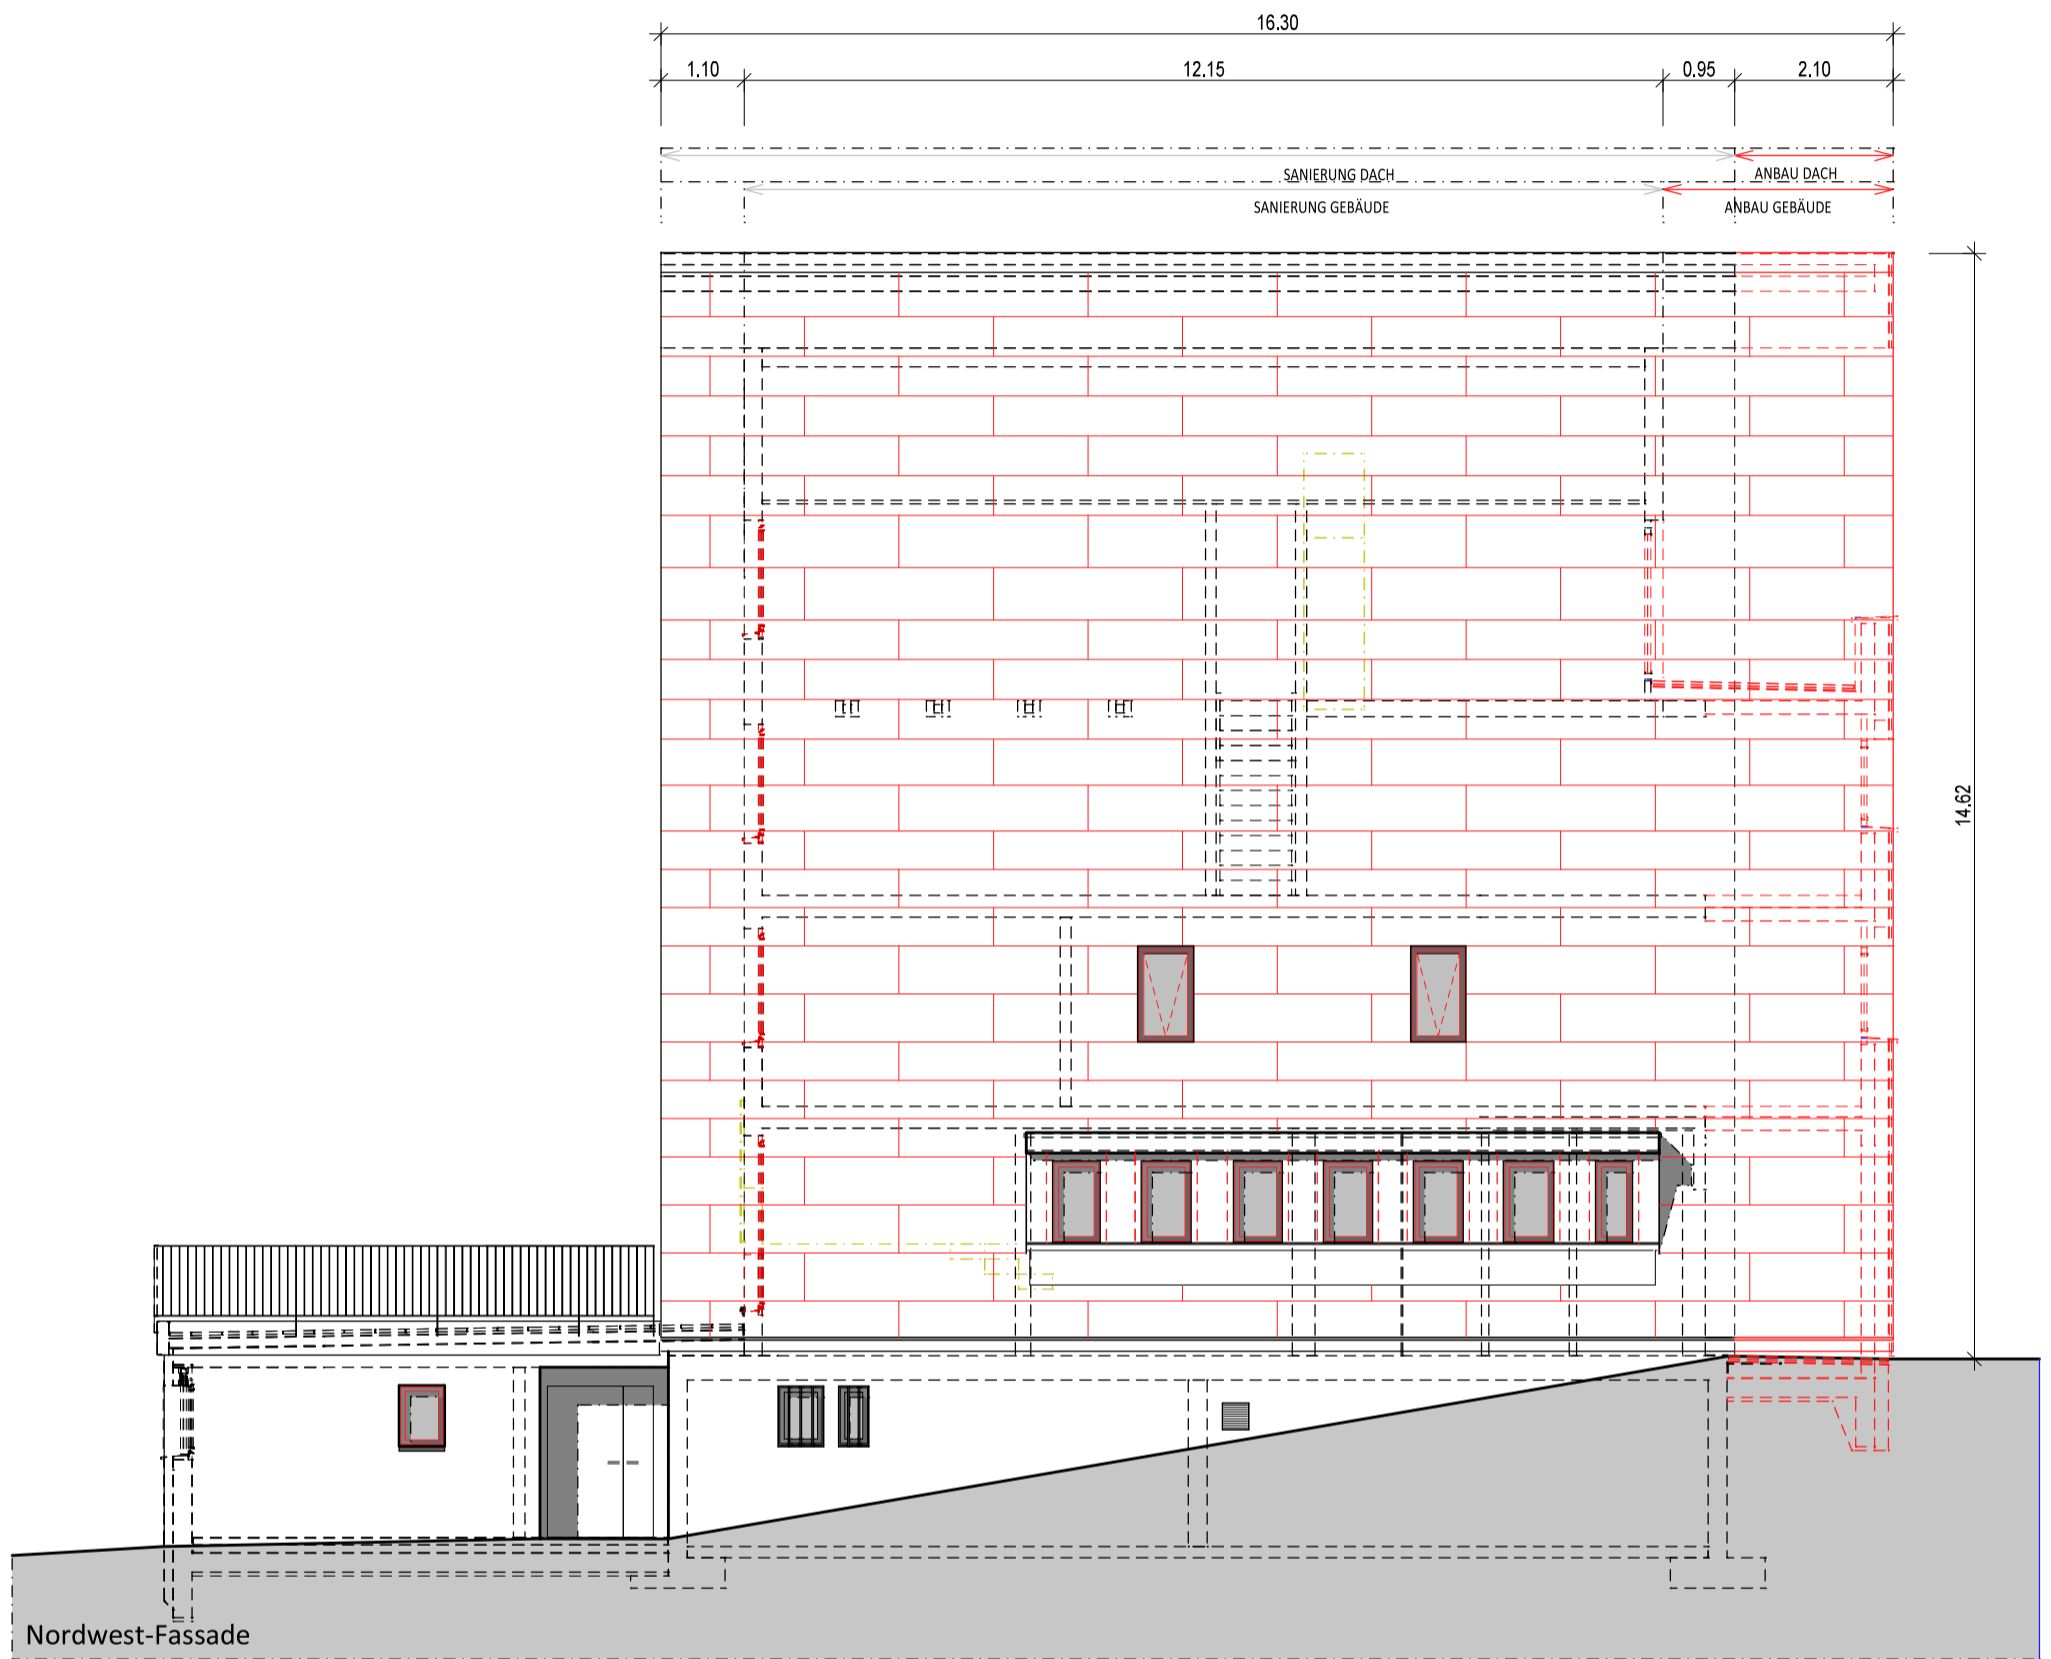 16.30
1.10 12.15 0.95 2.10
SANIERUNG DACH ANBAU DACH
SANIERUNG GEBÄUDE ANBAU GEBÄUDE
14.62
Nordwest-Fassade